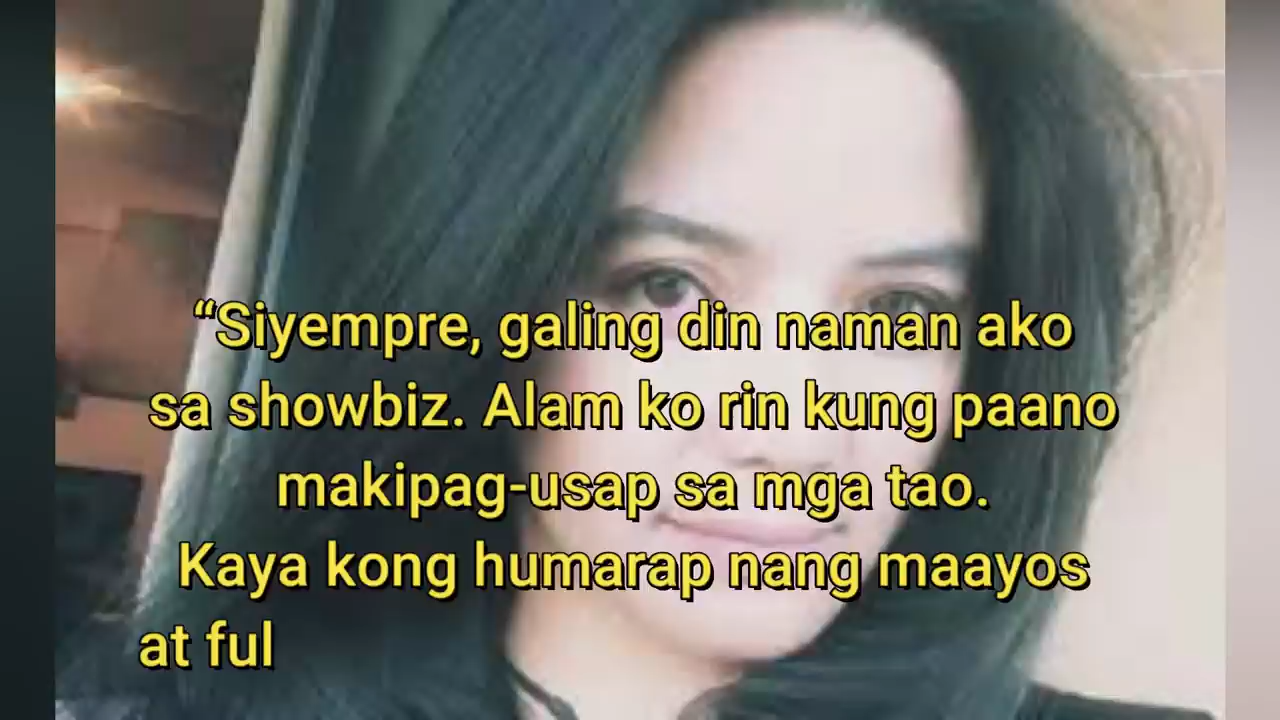 “Siyempre, galing din naman ako
sa showbiz. Alam ko rin kung paano
makipag-usap sa mga tao.
Kaya kong humarap nang maayos
at ful